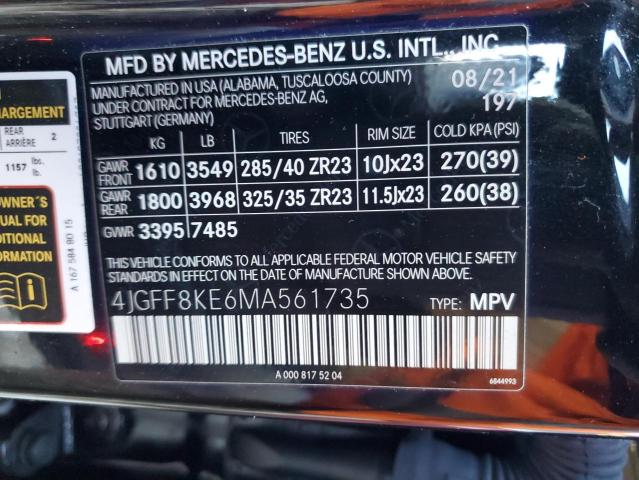 MFD BY MERCEDES-BENZ U.S. INTL., INC.
MANUFACTURED IN USA (ALABAMA, TUSCALOOSA COUNTY) 08/21
UNDER CONTRACT FOR MERCEDES-BENZ AG, 197
STUTTGART (GERMANY)
KG LB TIRES RIM SIZE COLD KPA (PSI)
GAWR FRONT 1610 3549 285/40 ZR23 10Jx23 270(39)
GAWR REAR 1800 3968 325/35 ZR23 11.5Jx23 260(38)
GVWR 3395 7485
THIS VEHICLE CONFORMS TO ALL APPLICABLE FEDERAL MOTOR VEHICLE SAFETY
STANDARDS IN EFFECT ON THE DATE OF MANUFACTURE SHOWN ABOVE.
4JGFF8KE6MA561735 TYPE: MPV
A 000 817 52 04
6844993
HARGEMENT
REAR
ARRIÈRE 2
1157 lbs.
lb.
OWNER'S
NUAL FOR
DITIONAL
ORMATION
A 167 584 80 15